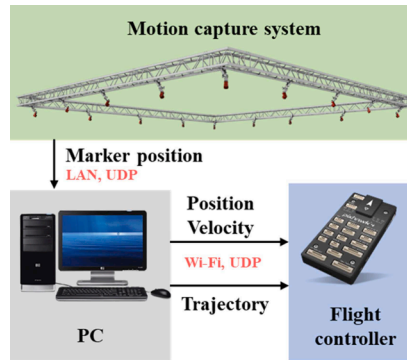 Motion capture system
Marker position
LAN, UDP
Position
Velocity
Wi-Fi, UDP
Trajectory
PC
Flight
controller